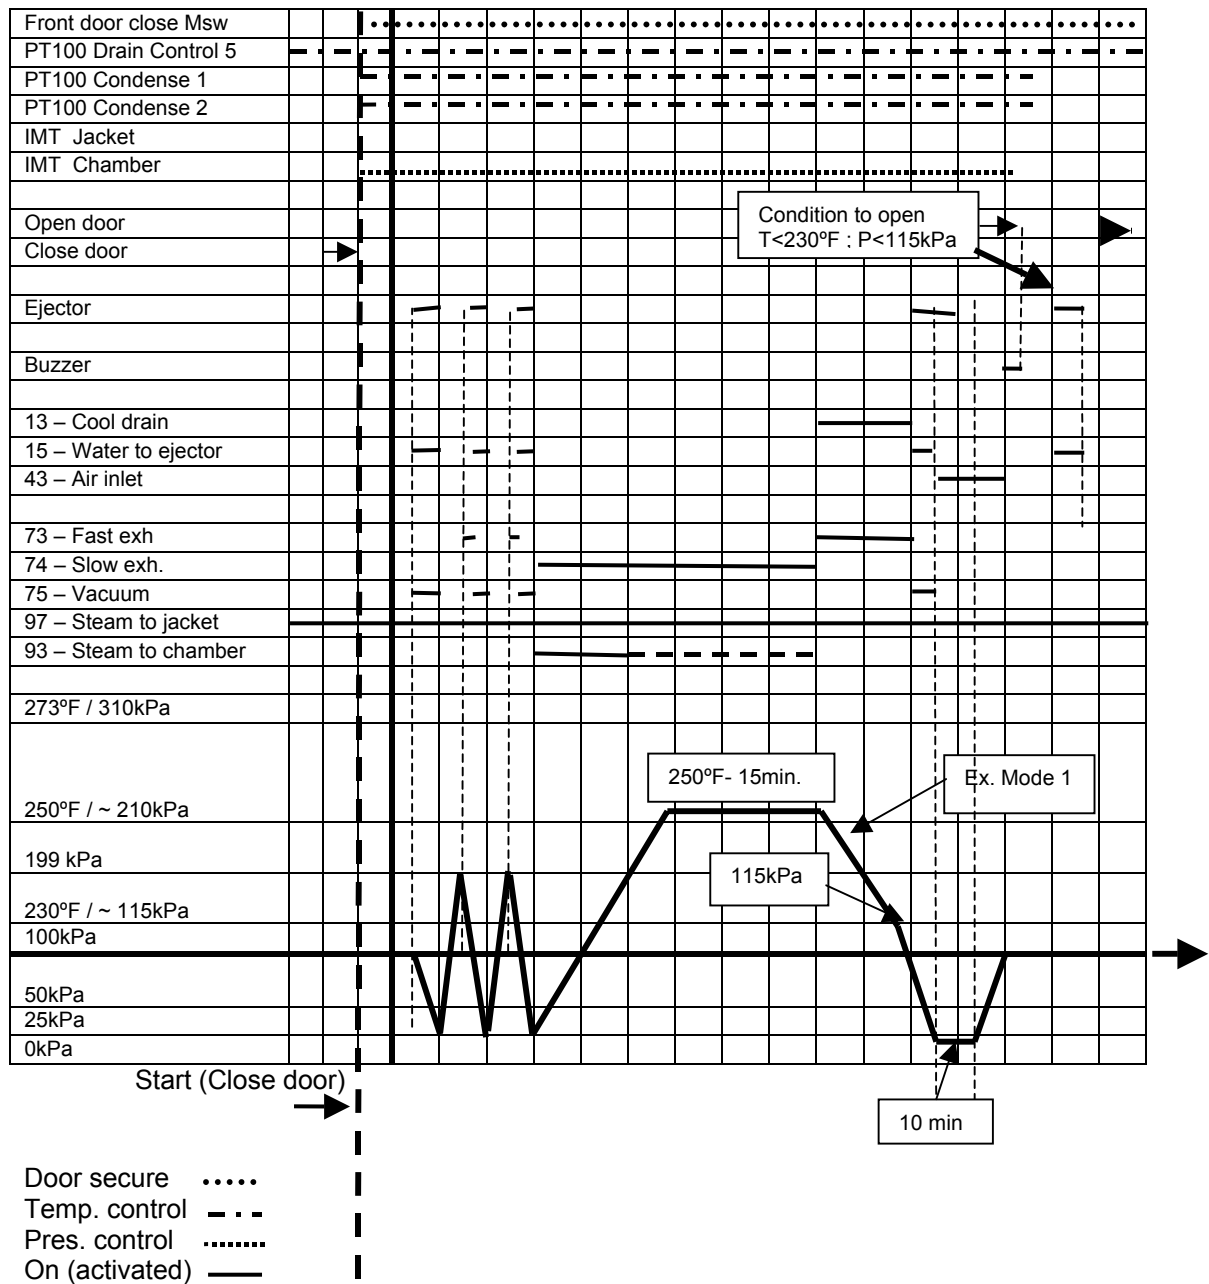 Front door close Msw
PT100 Drain Control 5
PT100 Condense 1
PT100 Condense 2
IMT Jacket
IMT Chamber
Condition to open
T<230ºF ; P<115kPa
Open door
Close door
Ejector
Buzzer
13 – Cool drain
15 – Water to ejector
43 – Air inlet
73 – Fast exh
74 – Slow exh.
75 – Vacuum
97 – Steam to jacket
93 – Steam to chamber
273ºF / 310kPa
250ºF- 15min.
Ex. Mode 1
250ºF / ~ 210kPa
199 kPa
115kPa
230ºF / ~ 115kPa
100kPa
50kPa
25kPa
0kPa
Start (Close door)
10 min
Door secure
Temp. control
Pres. control
On (activated)